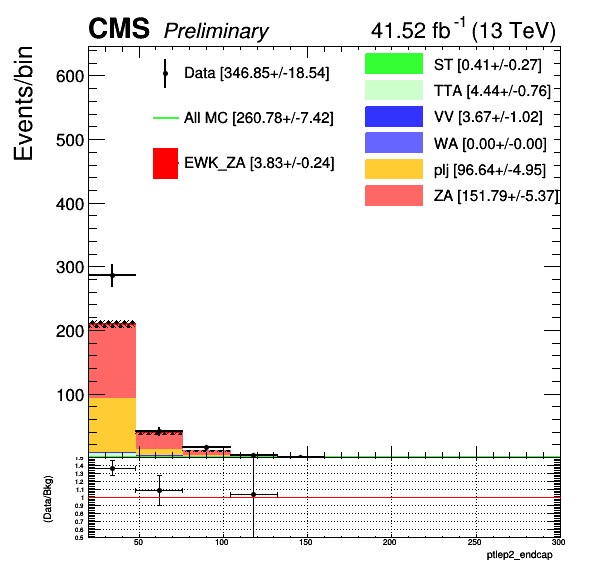 CMS Preliminary 41.52 fb⁻¹ (13 TeV)
Events/bin
600
500
400
300
200
100
Data [346.85+/-18.54]
All MC [260.78+/-7.42]
EWK_ZA [3.83+/-0.24]
ST [0.41+/-0.27]
TTA [4.44+/-0.76]
VV [3.67+/-1.02]
WA [0.00+/-0.00]
plj [96.64+/-4.95]
ZA [151.79+/-5.37]
(Data/Bkg)
1.5
1.4
1.3
1.2
1.1
1
0.9
0.8
0.7
0.6
0.5
50 100 150 200 250 300
ptlep2_endcap